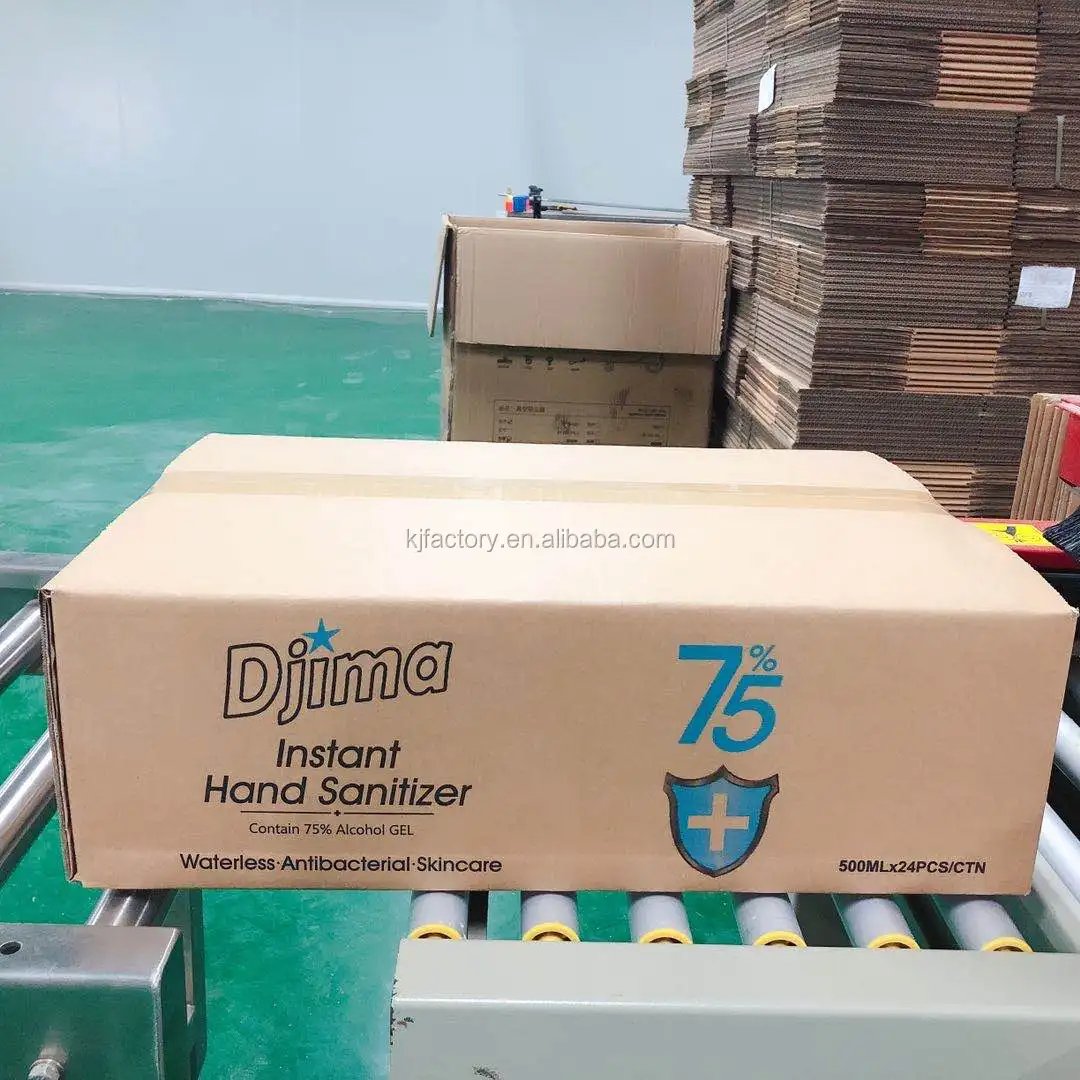 kjfactory.en.alibaba.com
Djima
Instant
Hand Sanitizer
Contain 75% Alcohol GEL
Waterless·Antibacterial·Skincare
75%
500MLx24PCS/CTN